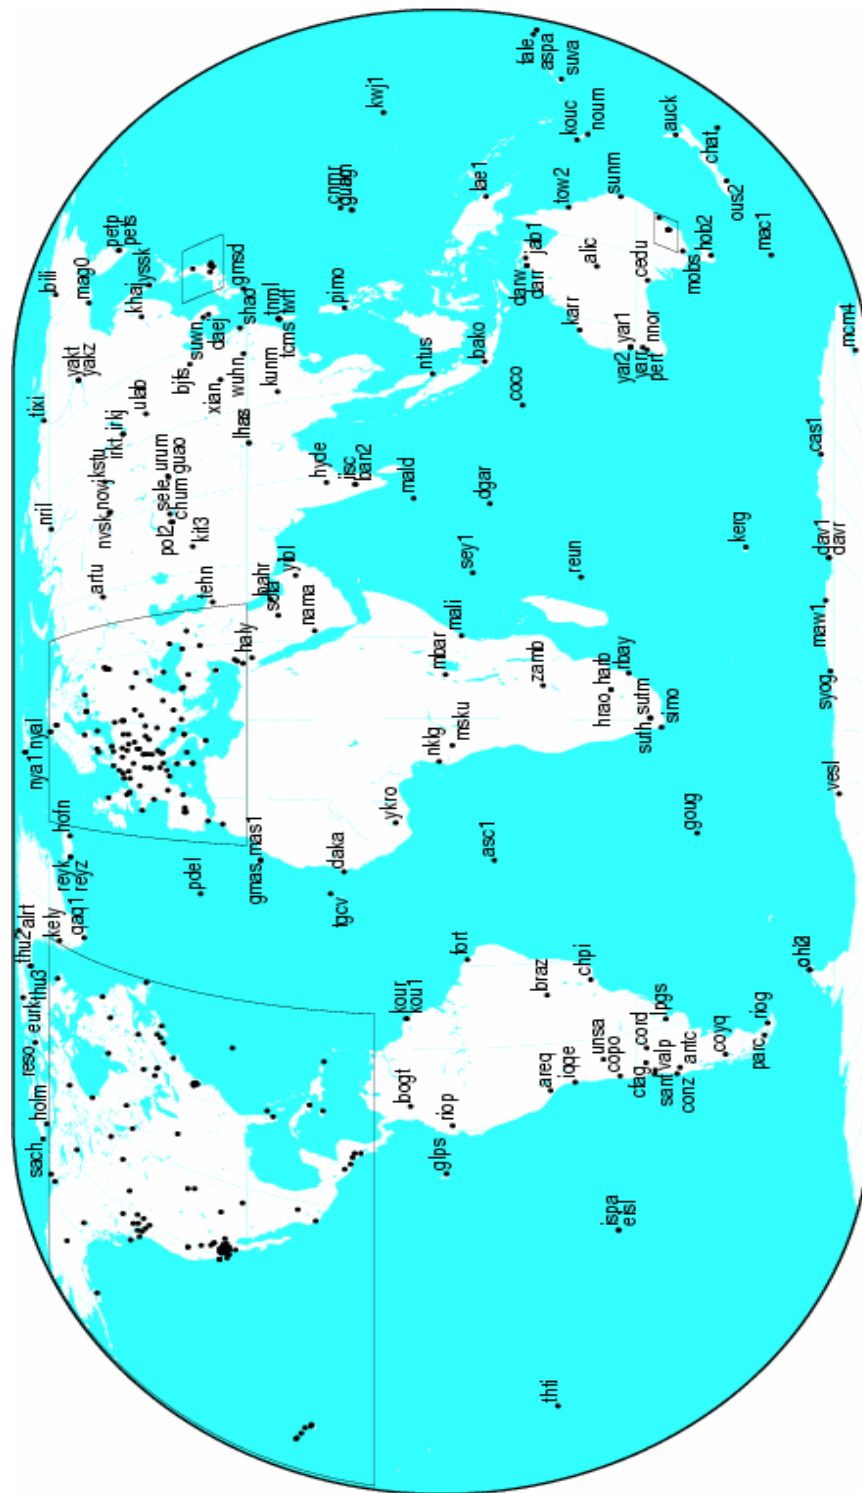 nya1
nyal
hofn
reyk
reyz
qaq1
kely
alrt
thu2
thu3
eurk
reso
holm
sach
pdel
gmas
mas1
daka
tgcv
ykro
nklg
msku
mbar
mali
zamb
hrao
harb
rbay
suth
sutm
simo
goug
asc1
haly
nama
sola
bahr
yibl
tehn
artu
nril
tixi
bili
mag0
petp
pets
yssk
khaj
yakt
yakz
ulab
irkj
irkt
kstu
novj
nvsk
urum
guao
sele
chum
pol2
kit3
bjfs
suwn
daej
gmsd
shao
xian
wuhn
kunm
lhas
tnml
twtf
tcms
hyde
iisc
ban2
mald
dgar
sey1
reun
kerg
pimo
cnmr
guam
kwj1
ntus
bako
coco
lae1
darw
darr
jab1
tow2
sunm
alic
karr
cedu
yar1
yar2
yarr
nnor
pert
mobs
hob2
mac1
ous2
chat
auck
noum
kouc
suva
aspa
fale
mcm4
cas1
dav1
davr
maw1
syog
vesl
ohi3
fort
braz
chpi
kour
kou1
bogt
riop
glps
areq
iqqe
unsa
copo
cord
lpgs
ctag
valp
sant
antc
conz
coyq
parc
riog
ispa
eisl
thti